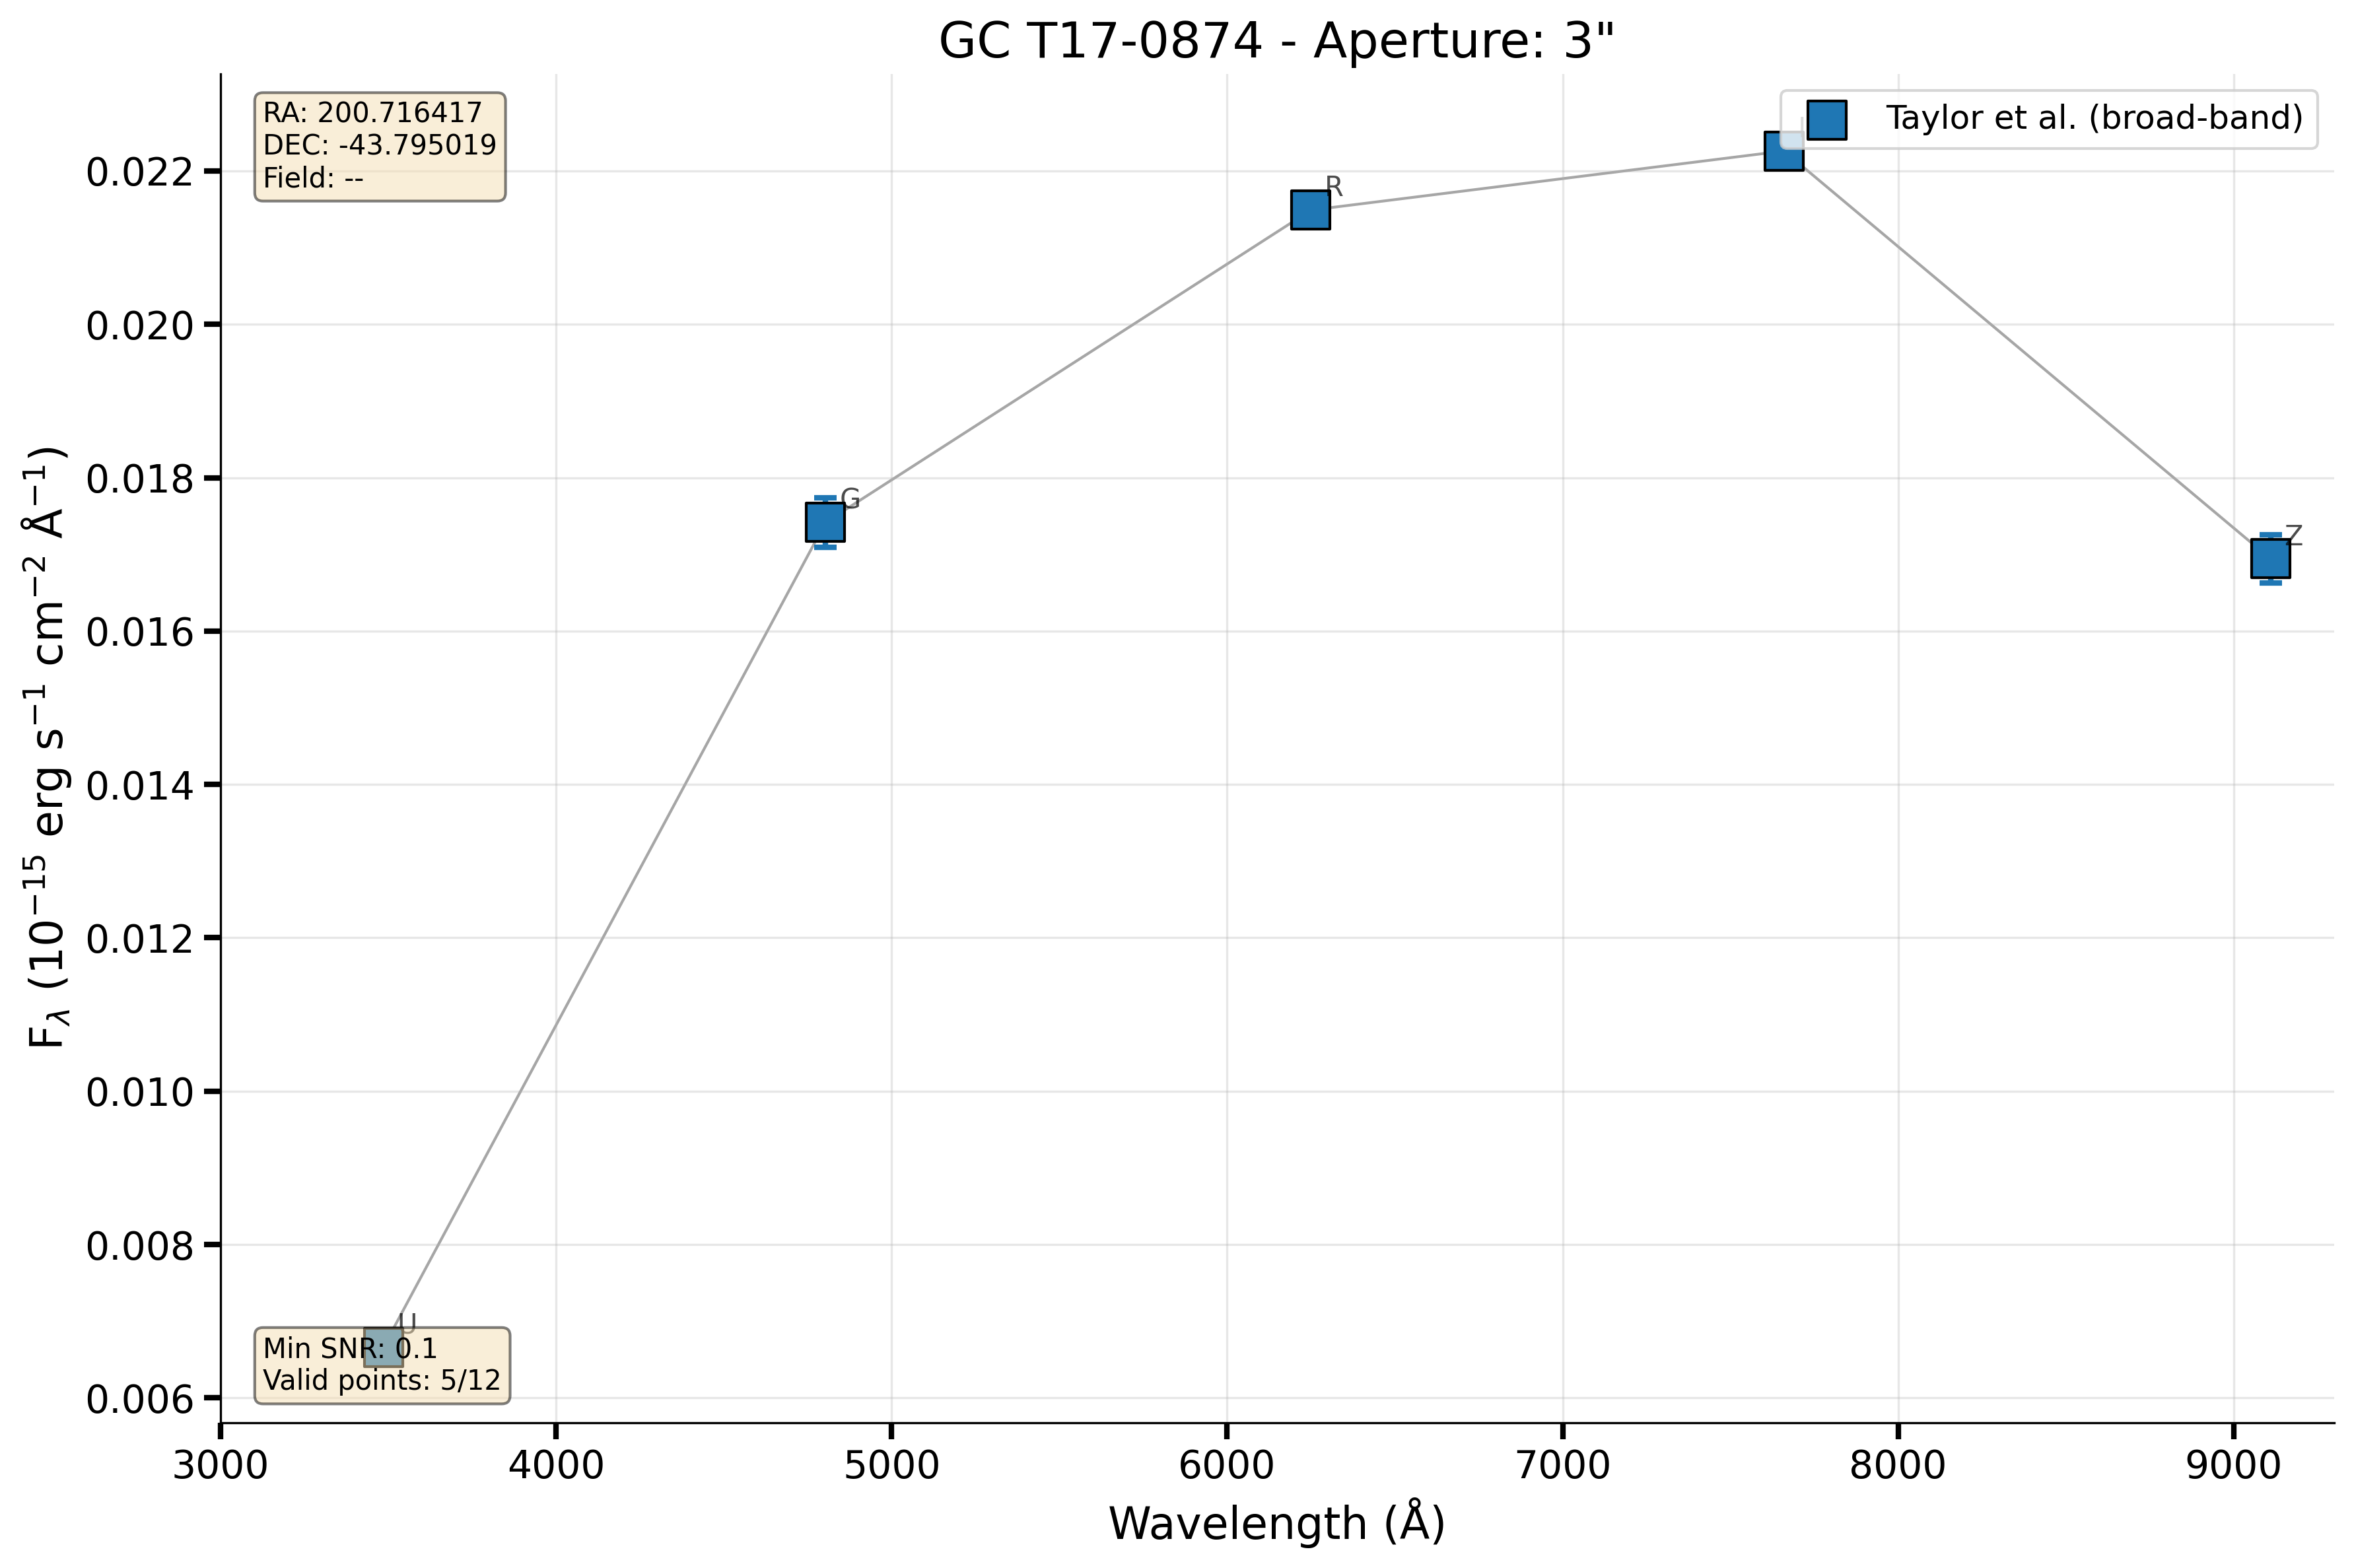 GC T17-0874 - Aperture: 3"
RA: 200.716417
DEC: -43.795019
Field: --
Taylor et al. (broad-band)
R
G
Z
U
Min SNR: 0.1
Valid points: 5/12
0.022
0.020
0.018
0.016
0.014
0.012
0.010
0.008
0.006
F_λ (10⁻¹⁵ erg s⁻¹ cm⁻² Å⁻¹)
3000 4000 5000 6000 7000 8000 9000
Wavelength (Å)